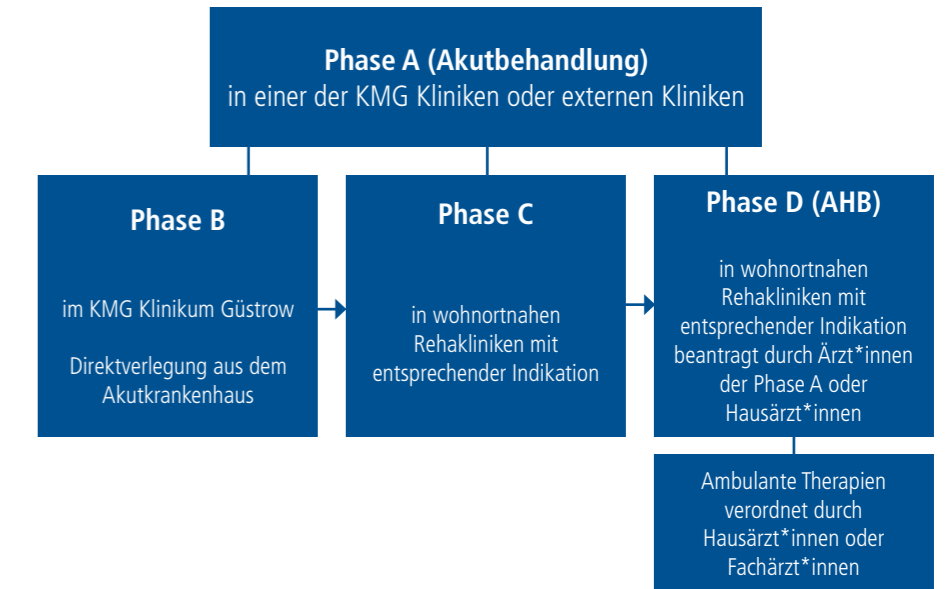 Phase A (Akutbehandlung)
in einer der KMG Kliniken oder externen Kliniken
Phase B
im KMG Klinikum Güstrow
Direktverlegung aus dem
Akutkrankenhaus
Phase C
in wohnortnahen
Rehakliniken mit
entsprechender Indikation
Phase D (AHB)
in wohnortnahen
Rehakliniken mit
entsprechender Indikation
beantragt durch Ärzt*innen
der Phase A oder
Hausärzt*innen
Ambulante Therapien
verordnet durch
Hausärzt*innen oder
Fachärzt*innen